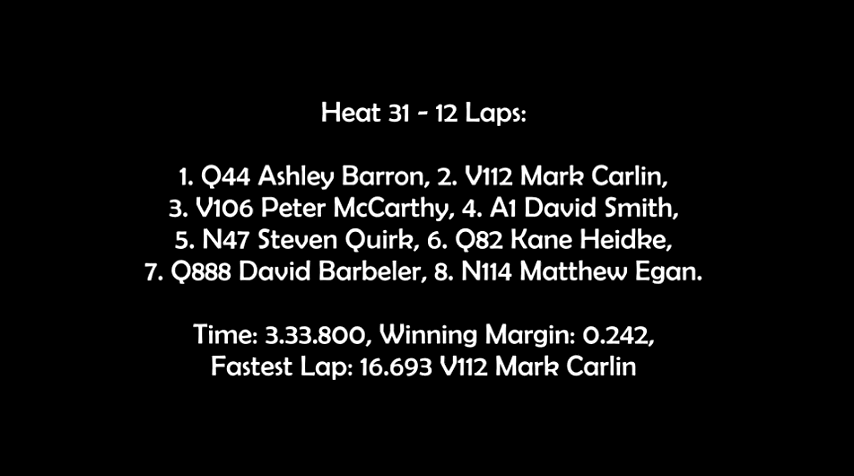 Heat 31 - 12 Laps:
1. Q44 Ashley Barron, 2. V112 Mark Carlin,
3. V106 Peter McCarthy, 4. A1 David Smith,
5. N47 Steven Quirk, 6. Q82 Kane Heidke,
7. Q888 David Barbeler, 8. N114 Matthew Egan.
Time: 3.33.800, Winning Margin: 0.242,
Fastest Lap: 16.693 V112 Mark Carlin